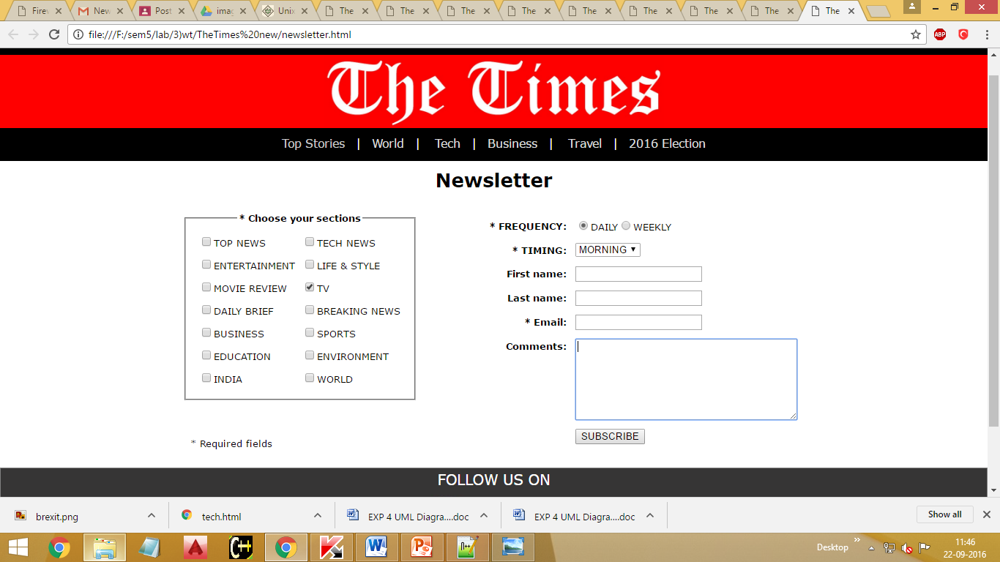 Firev
New
Post
imag
Unix
The
The
The
The
The
The
The
The
The
file:///F:/sem5/lab/3)wt/TheTimes%20new/newsletter.html
ABP
The Times
Top Stories | World | Tech | Business | Travel | 2016 Election
Newsletter
* Choose your sections
TOP NEWS TECH NEWS
ENTERTAINMENT LIFE & STYLE
MOVIE REVIEW TV
DAILY BRIEF BREAKING NEWS
BUSINESS SPORTS
EDUCATION ENVIRONMENT
INDIA WORLD
* Required fields
* FREQUENCY: DAILY WEEKLY
* TIMING: MORNING
First name:
Last name:
* Email:
Comments:
SUBSCRIBE
FOLLOW US ON
brexit.png
tech.html
EXP 4 UML Diagra....doc
EXP 4 UML Diagra....doc
Show all
Desktop
11:46
22-09-2016